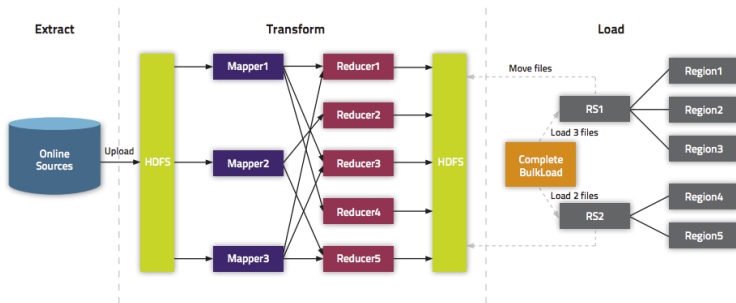 Extract
Transform
Load
Online
Sources
Upload
HDFS
Mapper1
Mapper2
Mapper3
Reducer1
Reducer2
Reducer3
Reducer4
Reducer5
HDFS
Move files
RS1
Load 3 files
Complete
BulkLoad
Load 2 files
RS2
Region1
Region2
Region3
Region4
Region5